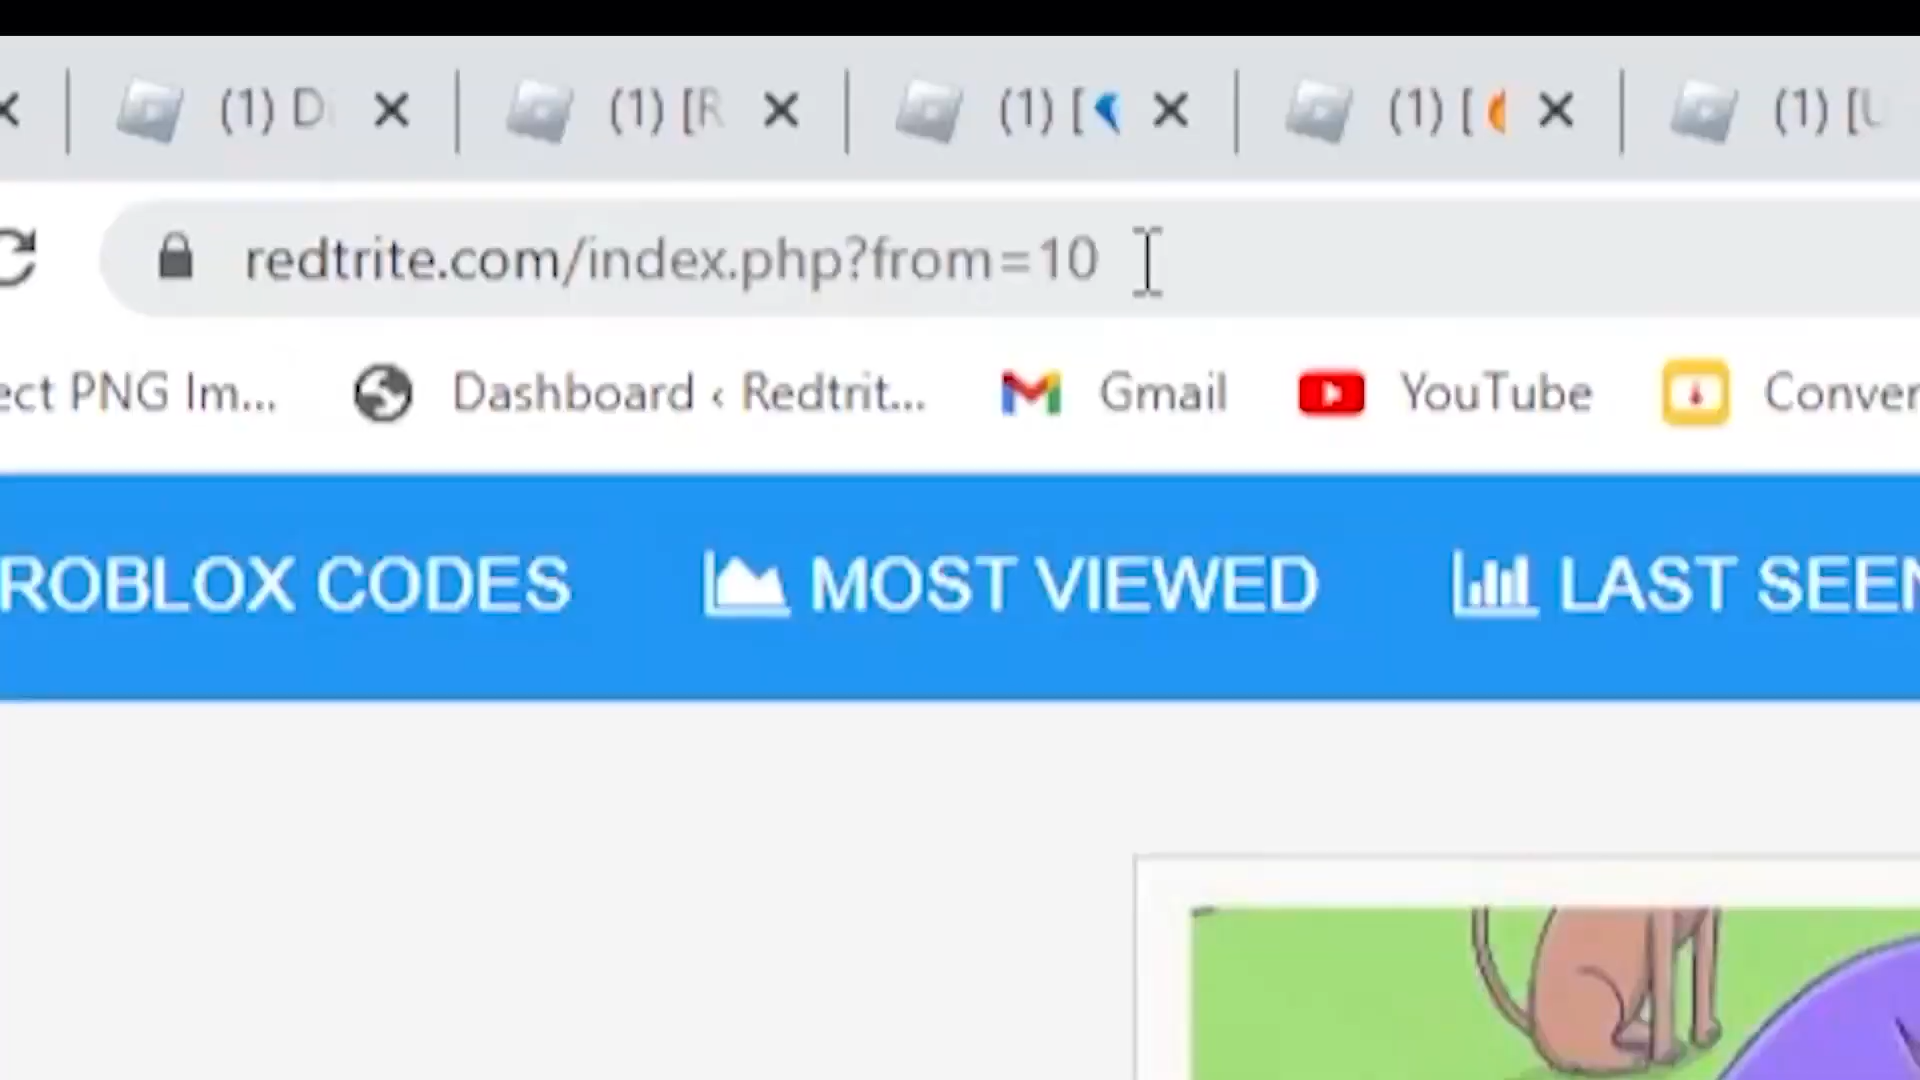 (1) D
(1) [R
(1) [
(1) [
(1) [U
redtrite.com/index.php?from=10
ect PNG Im...
Dashboard ‹ Redtrit...
Gmail
YouTube
Conver
ROBLOX CODES
MOST VIEWED
LAST SEEN